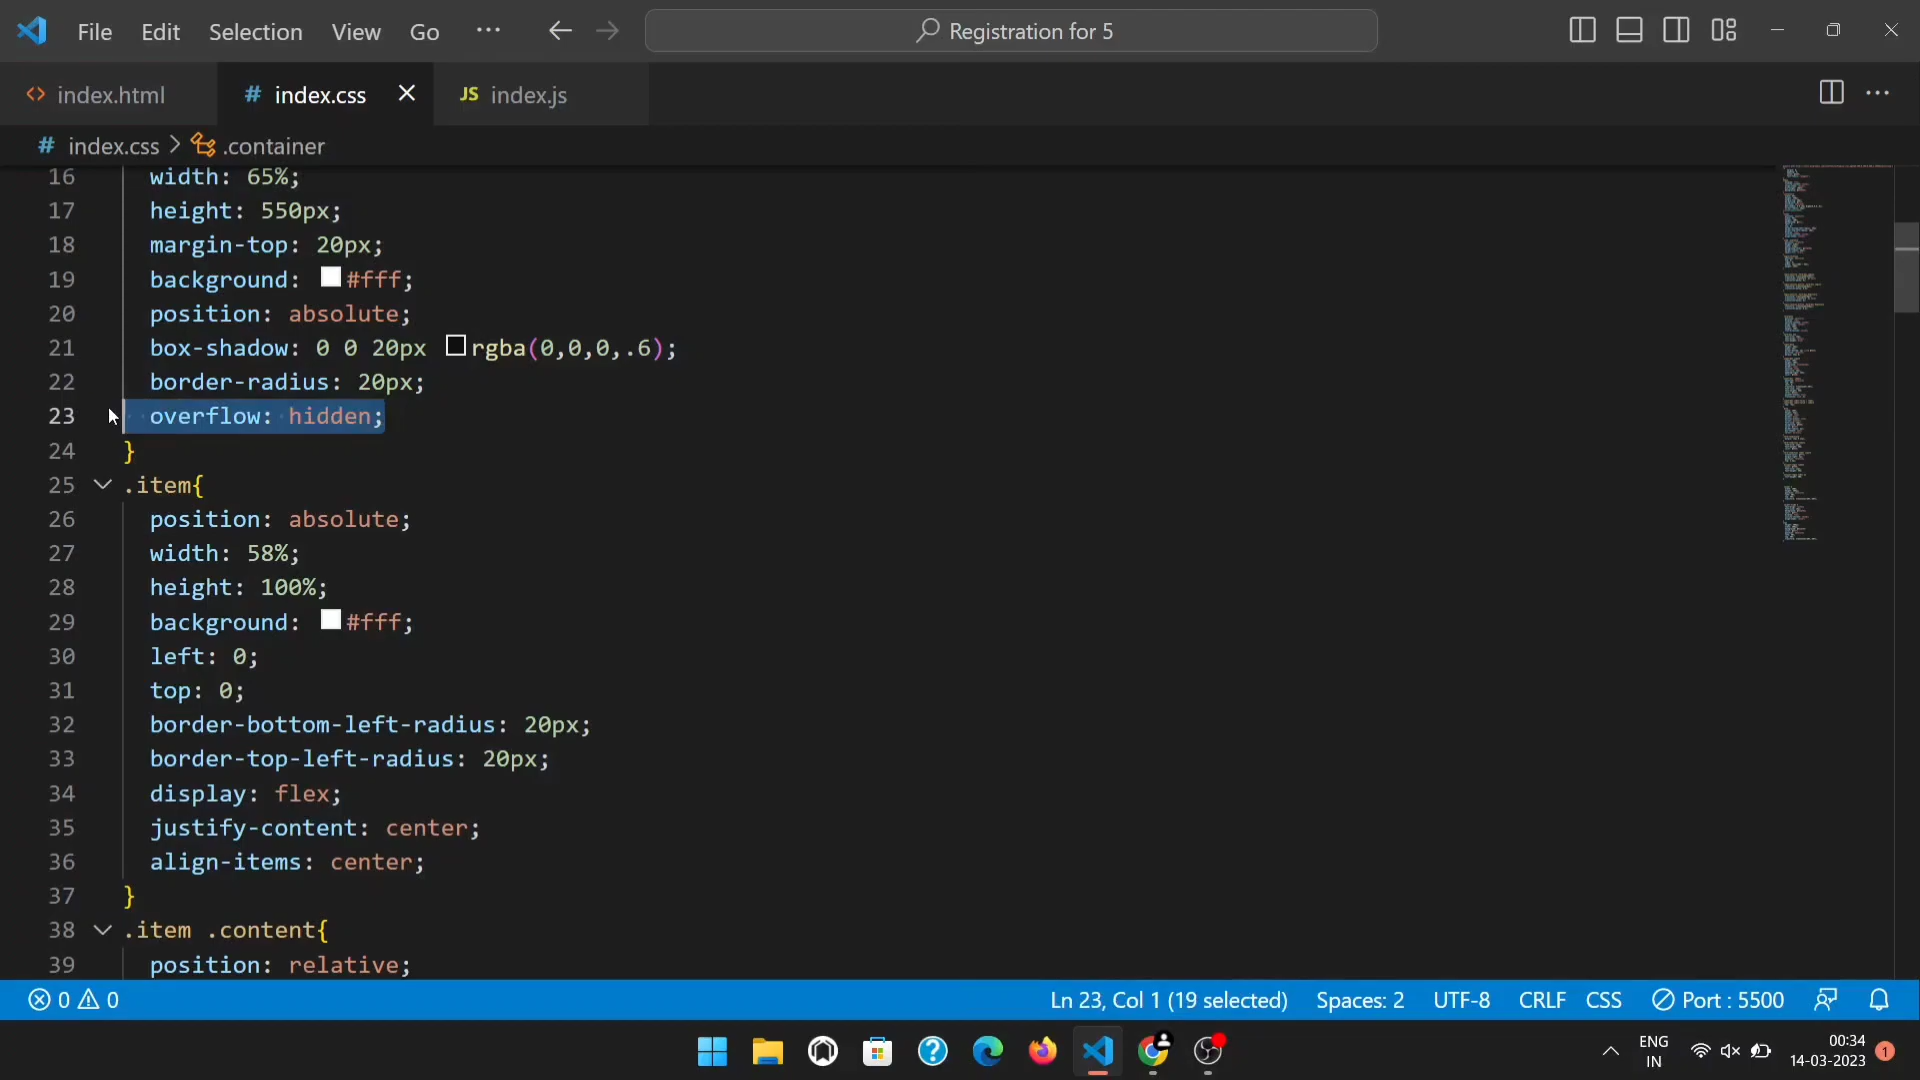 File Edit Selection View Go ··· Registration for 5
index.html # index.css JS index.js
# index.css > .container
16 width: 65%;
17 height: 550px;
18 margin-top: 20px;
19 background: #fff;
20 position: absolute;
21 box-shadow: 0 0 20px rgba(0,0,0,.6);
22 border-radius: 20px;
23 overflow: hidden;
24 }
25 .item{
26 position: absolute;
27 width: 58%;
28 height: 100%;
29 background: #fff;
30 left: 0;
31 top: 0;
32 border-bottom-left-radius: 20px;
33 border-top-left-radius: 20px;
34 display: flex;
35 justify-content: center;
36 align-items: center;
37 }
38 .item .content{
39 position: relative;
0 0 Ln 23, Col 1 (19 selected) Spaces: 2 UTF-8 CRLF CSS Port : 5500
ENG 00:34
IN 14-03-2023 1